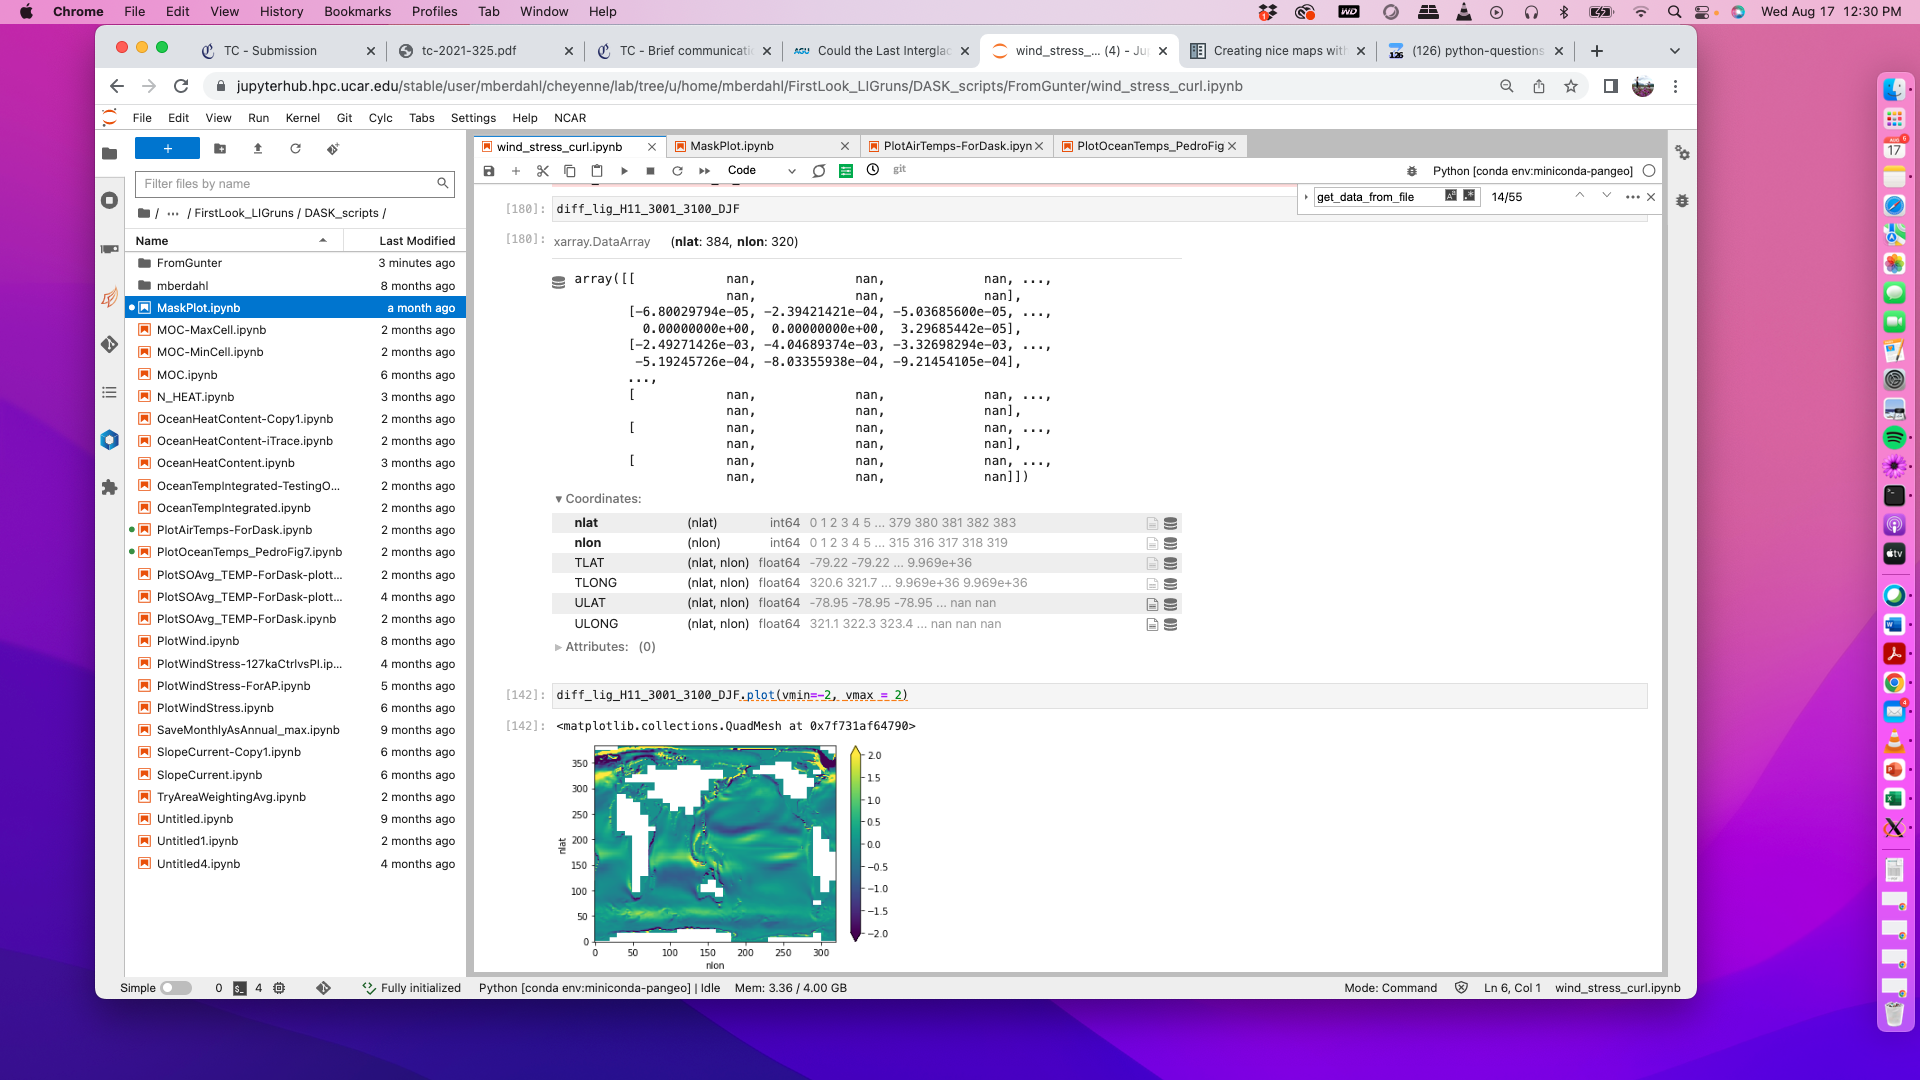 Chrome File Edit View History Bookmarks Profiles Tab Window Help Wed Aug 17 12:30 PM
TC - Submission
tc-2021-325.pdf
TC - Brief communicatio
AGU Could the Last Interglac
wind_stress_... (4) - Ju
Creating nice maps with
(126) python-questions
jupyterhub.hpc.ucar.edu/stable/user/mberdahl/cheyenne/lab/tree/u/home/mberdahl/FirstLook_LIGruns/DASK_scripts/FromGunter/wind_stress_curl.ipynb
File Edit View Run Kernel Git Cylc Tabs Settings Help NCAR
+
Filter files by name
/ ... / FirstLook_LIGruns / DASK_scripts /
Name Last Modified
FromGunter 3 minutes ago
mberdahl 8 months ago
MaskPlot.ipynb a month ago
MOC-MaxCell.ipynb 2 months ago
MOC-MinCell.ipynb 2 months ago
MOC.ipynb 6 months ago
N_HEAT.ipynb 3 months ago
OceanHeatContent-Copy1.ipynb 2 months ago
OceanHeatContent-iTrace.ipynb 2 months ago
OceanHeatContent.ipynb 3 months ago
OceanTempIntegrated-TestingO... 2 months ago
OceanTempIntegrated.ipynb 2 months ago
PlotAirTemps-ForDask.ipynb 2 months ago
PlotOceanTemps_PedroFig7.ipynb 2 months ago
PlotSOAvg_TEMP-ForDask-plott... 2 months ago
PlotSOAvg_TEMP-ForDask-plott... 4 months ago
PlotSOAvg_TEMP-ForDask.ipynb 2 months ago
PlotWind.ipynb 8 months ago
PlotWindStress-127kaCtrlvsPI.ip... 4 months ago
PlotWindStress-ForAP.ipynb 5 months ago
PlotWindStress.ipynb 6 months ago
SaveMonthlyAsAnnual_max.ipynb 9 months ago
SlopeCurrent-Copy1.ipynb 6 months ago
SlopeCurrent.ipynb 6 months ago
TryAreaWeightingAvg.ipynb 2 months ago
Untitled.ipynb 9 months ago
Untitled1.ipynb 2 months ago
Untitled4.ipynb 4 months ago
wind_stress_curl.ipynb
MaskPlot.ipynb
PlotAirTemps-ForDask.ipyn
PlotOceanTemps_PedroFig
Code git Python [conda env:miniconda-pangeo]
get_data_from_file 14/55
[180]: diff_lig_H11_3001_3100_DJF
[180]: xarray.DataArray (nlat: 384, nlon: 320)
array([[ nan, nan, nan, ...,
nan, nan, nan],
[-6.80029794e-05, -2.39421421e-04, -5.03685600e-05, ...,
0.00000000e+00, 0.00000000e+00, 3.29685442e-05],
[-2.49271426e-03, -4.04689374e-03, -3.32698294e-03, ...,
-5.19245726e-04, -8.03355938e-04, -9.21454105e-04],
...,
[ nan, nan, nan, ...,
nan, nan, nan],
[ nan, nan, nan, ...,
nan, nan, nan],
[ nan, nan, nan, ...,
nan, nan, nan]])
▾ Coordinates:
nlat (nlat) int64 0 1 2 3 4 5 ... 379 380 381 382 383
nlon (nlon) int64 0 1 2 3 4 5 ... 315 316 317 318 319
TLAT (nlat, nlon) float64 -79.22 -79.22 ... 9.969e+36
TLONG (nlat, nlon) float64 320.6 321.7 ... 9.969e+36 9.969e+36
ULAT (nlat, nlon) float64 -78.95 -78.95 -78.95 ... nan nan
ULONG (nlat, nlon) float64 321.1 322.3 323.4 ... nan nan nan
▸ Attributes: (0)
[142]: diff_lig_H11_3001_3100_DJF.plot(vmin=-2, vmax = 2)
[142]: <matplotlib.collections.QuadMesh at 0x7f731af64790>
350
300
250
200
150
100
50
0
nlat
0 50 100 150 200 250 300
nlon
2.0
1.5
1.0
0.5
0.0
-0.5
-1.0
-1.5
-2.0
Simple 0 4 Fully initialized Python [conda env:miniconda-pangeo] | Idle Mem: 3.36 / 4.00 GB Mode: Command Ln 6, Col 1 wind_stress_curl.ipynb